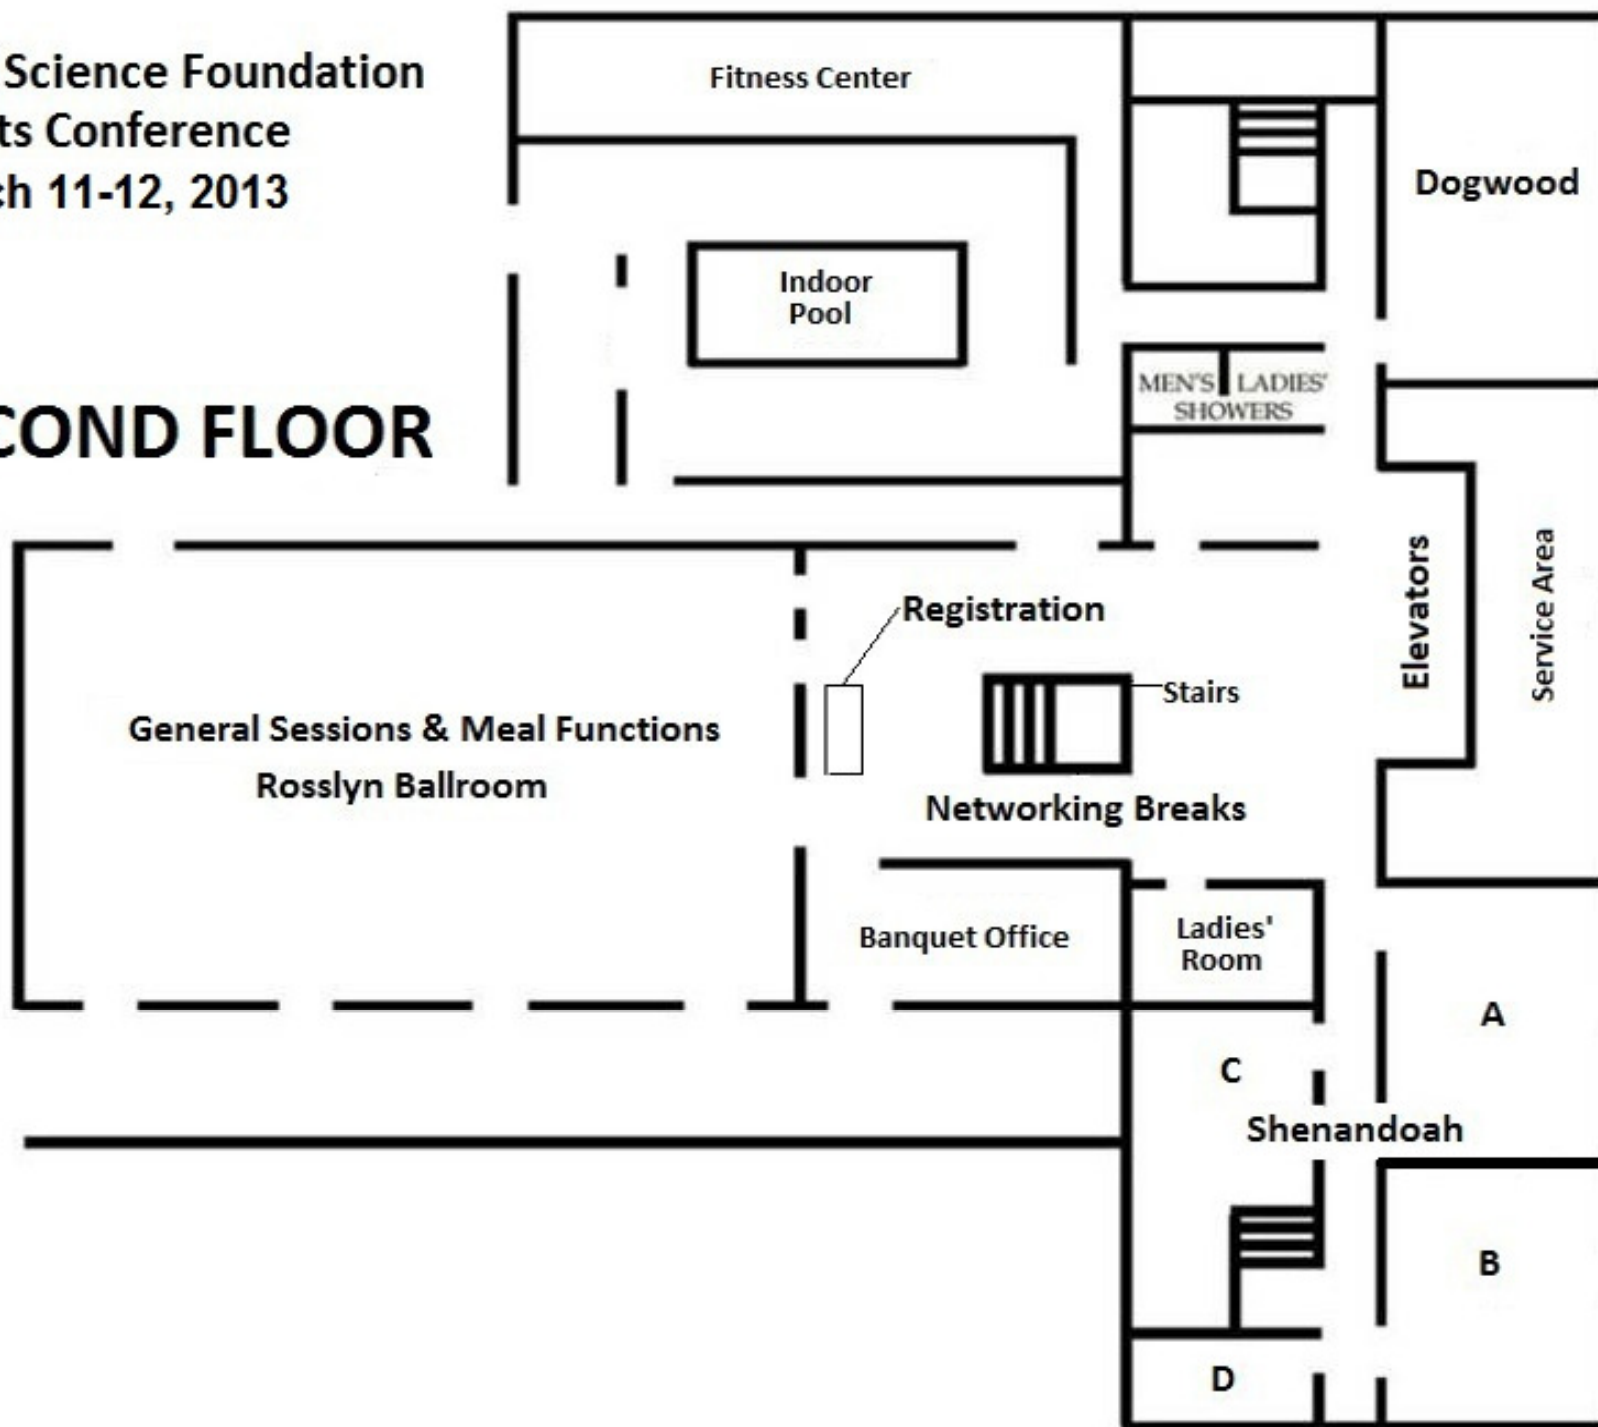 Science Foundation
ts Conference
ch 11-12, 2013
COND FLOOR
Fitness Center
Dogwood
Indoor
Pool
MEN'S LADIES'
SHOWERS
Elevators
Service Area
Registration
Stairs
General Sessions & Meal Functions
Rosslyn Ballroom
Networking Breaks
Banquet Office
Ladies'
Room
A
C
Shenandoah
B
D